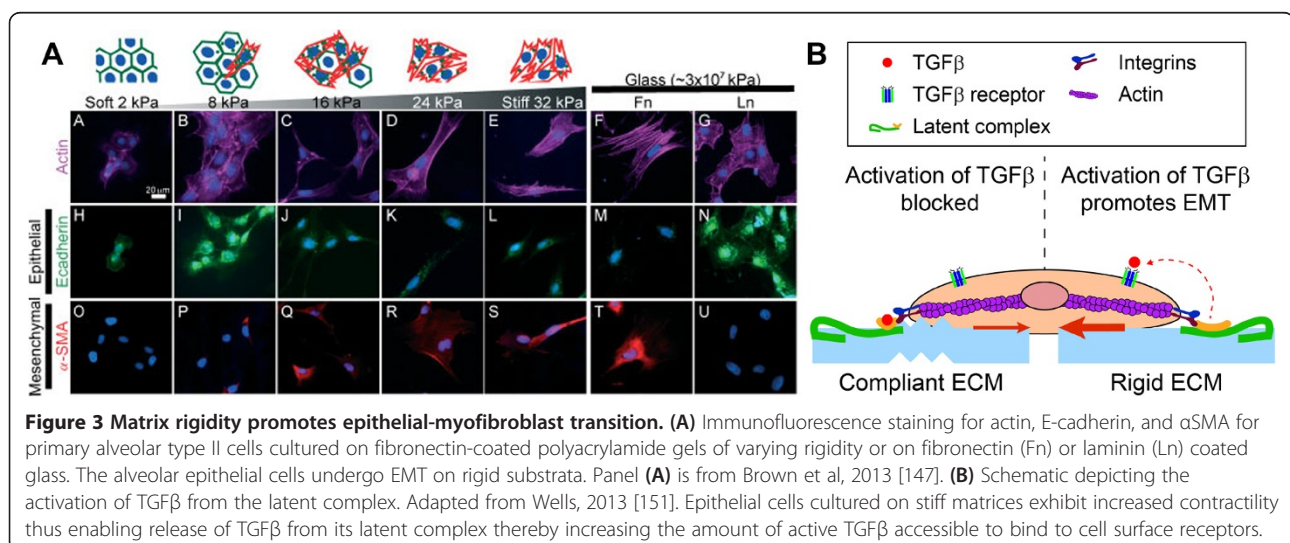 A
Soft 2 kPa 8 kPa 16 kPa 24 kPa Stiff 32 kPa
Glass (~3x10⁷ kPa)
Fn Ln
Actin
A B C D E F G
20 μm
Epithelial
Ecadherin
H I J K L M N
Mesenchymal
α-SMA
O P Q R S T U
B
TGFβ Integrins
TGFβ receptor Actin
Latent complex
Activation of TGFβ
blocked
Activation of TGFβ
promotes EMT
Compliant ECM Rigid ECM
Figure 3 Matrix rigidity promotes epithelial-myofibroblast transition. (A) Immunofluorescence staining for actin, E-cadherin, and αSMA for
primary alveolar type II cells cultured on fibronectin-coated polyacrylamide gels of varying rigidity or on fibronectin (Fn) or laminin (Ln) coated
glass. The alveolar epithelial cells undergo EMT on rigid substrata. Panel (A) is from Brown et al, 2013 [147]. (B) Schematic depicting the
activation of TGFβ from the latent complex. Adapted from Wells, 2013 [151]. Epithelial cells cultured on stiff matrices exhibit increased contractility
thus enabling release of TGFβ from its latent complex thereby increasing the amount of active TGFβ accessible to bind to cell surface receptors.